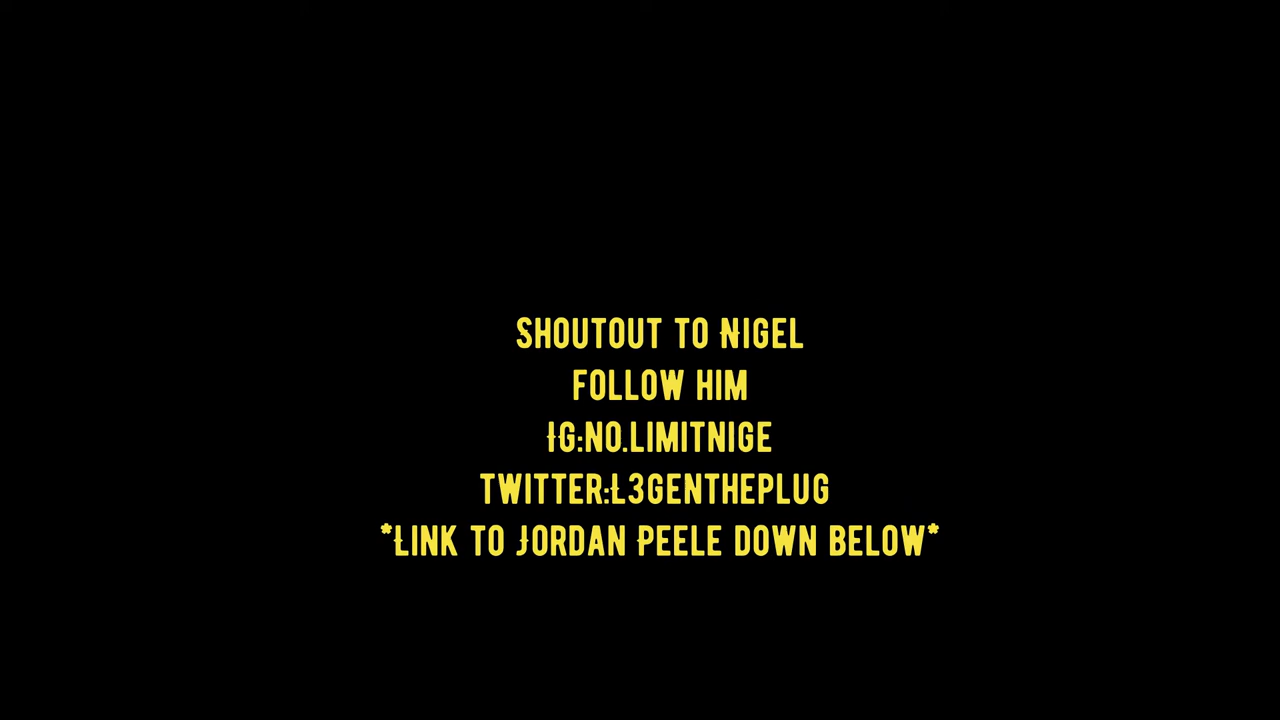 Shoutout to Nigel
follow him
IG:no.limitnige
twitter:L3gentheplug
*Link to Jordan Peele down below*